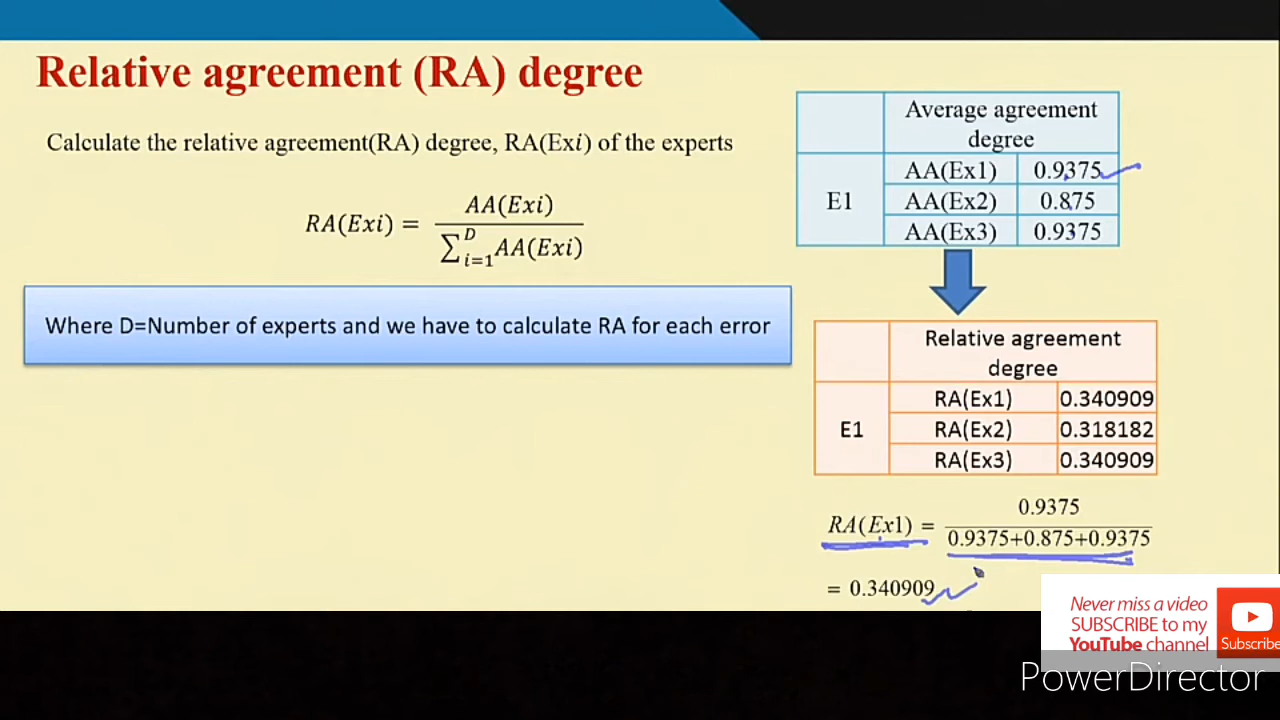 Relative agreement (RA) degree
Calculate the relative agreement(RA) degree, RA(Exi) of the experts
RA(Exi) = AA(Exi) / ∑_{i=1}^{D} AA(Exi)
Where D=Number of experts and we have to calculate RA for each error
Average agreement
degree
E1
AA(Ex1) 0.9375
AA(Ex2) 0.875
AA(Ex3) 0.9375
Relative agreement
degree
E1
RA(Ex1) 0.340909
RA(Ex2) 0.318182
RA(Ex3) 0.340909
RA(Ex1) = 0.9375 / 0.9375+0.875+0.9375
= 0.340909
Never miss a video
SUBSCRIBE to my
YouTube channel
Subscribe
PowerDirector